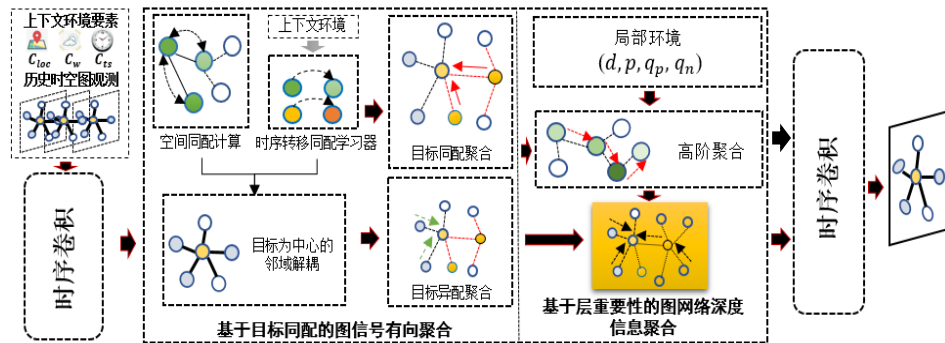 上下文环境要素
C_loc C_w C_ts
历史时空图观测
时序卷积
空间同配计算
上下文环境
时序转移同配学习器
目标为中心的
邻域解耦
目标同配聚合
目标异配聚合
基于目标同配的图信号有向聚合
局部环境
(d, p, q_p, q_n)
高阶聚合
基于层重要性的图网络深度
信息聚合
时序卷积